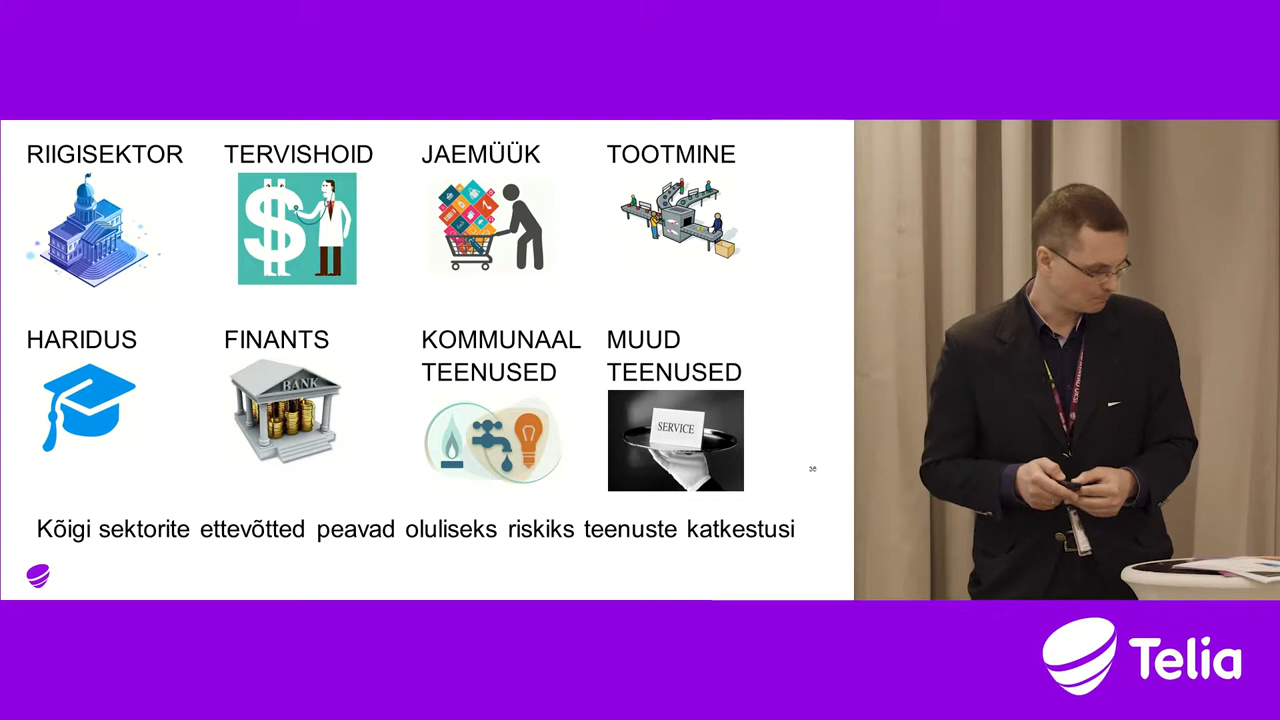 RIIGISEKTOR
TERVISHOID
JAEMÜÜK
TOOTMINE
HARIDUS
FINANTS
BANK
KOMMUNAAL
TEENUSED
MUUD
TEENUSED
SERVICE
36
Kõigi sektorite ettevõtted peavad oluliseks riskiks teenuste katkestusi
Telia